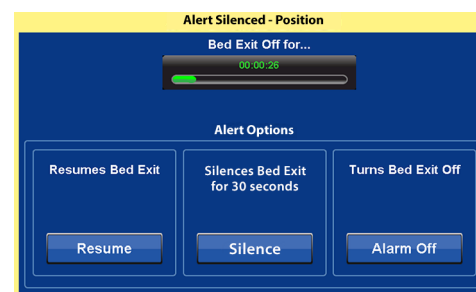 Alert Silenced - Position
Bed Exit Off for...
00:00:26
Alert Options
Resumes Bed Exit
Resume
Silences Bed Exit
for 30 seconds
Silence
Turns Bed Exit Off
Alarm Off